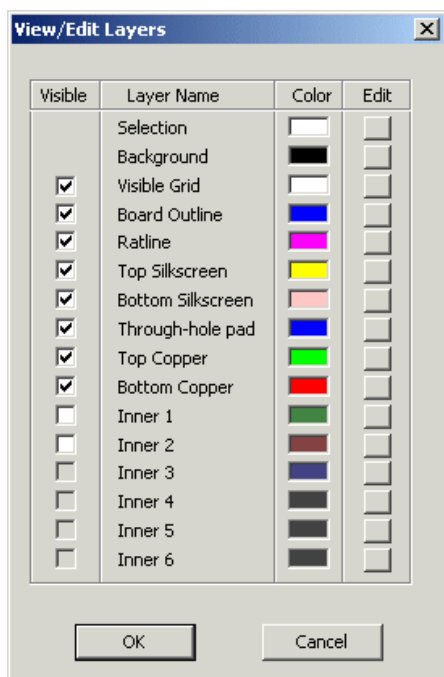 View/Edit Layers
Visible Layer Name Color Edit
Selection
Background
Visible Grid
Board Outline
Ratline
Top Silkscreen
Bottom Silkscreen
Through-hole pad
Top Copper
Bottom Copper
Inner 1
Inner 2
Inner 3
Inner 4
Inner 5
Inner 6
OK Cancel